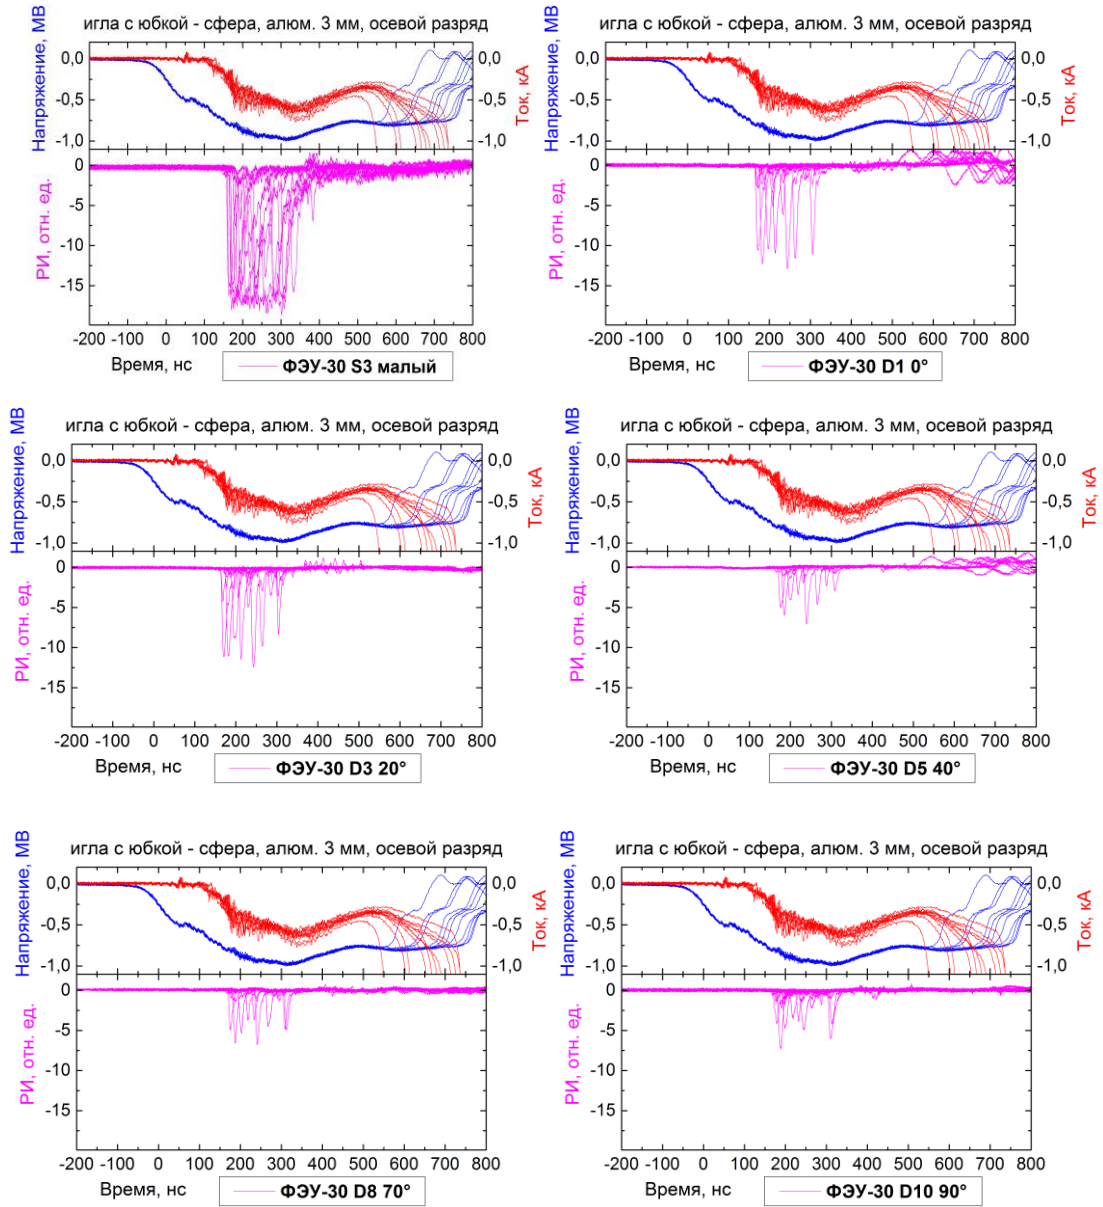 игла с юбкой - сфера, алюм. 3 мм, осевой разряд
Напряжение, МВ
0,0
-0,5
-1,0
0,0
-0,5
-1,0
Ток, кА
РИ, отн. ед.
0
-5
-10
-15
-200 -100 0 100 200 300 400 500 600 700 800
Время, нс
ФЭУ-30 S3 малый
игла с юбкой - сфера, алюм. 3 мм, осевой разряд
Напряжение, МВ
0,0
-0,5
-1,0
0,0
-0,5
-1,0
Ток, кА
РИ, отн. ед.
0
-5
-10
-15
-200 -100 0 100 200 300 400 500 600 700 800
Время, нс
ФЭУ-30 D1 0°
игла с юбкой - сфера, алюм. 3 мм, осевой разряд
Напряжение, МВ
0,0
-0,5
-1,0
0,0
-0,5
-1,0
Ток, кА
РИ, отн. ед.
0
-5
-10
-15
-200 -100 0 100 200 300 400 500 600 700 800
Время, нс
ФЭУ-30 D3 20°
игла с юбкой - сфера, алюм. 3 мм, осевой разряд
Напряжение, МВ
0,0
-0,5
-1,0
0,0
-0,5
-1,0
Ток, кА
РИ, отн. ед.
0
-5
-10
-15
-200 -100 0 100 200 300 400 500 600 700 800
Время, нс
ФЭУ-30 D5 40°
игла с юбкой - сфера, алюм. 3 мм, осевой разряд
Напряжение, МВ
0,0
-0,5
-1,0
0,0
-0,5
-1,0
Ток, кА
РИ, отн. ед.
0
-5
-10
-15
-200 -100 0 100 200 300 400 500 600 700 800
Время, нс
ФЭУ-30 D8 70°
игла с юбкой - сфера, алюм. 3 мм, осевой разряд
Напряжение, МВ
0,0
-0,5
-1,0
0,0
-0,5
-1,0
Ток, кА
РИ, отн. ед.
0
-5
-10
-15
-200 -100 0 100 200 300 400 500 600 700 800
Время, нс
ФЭУ-30 D10 90°